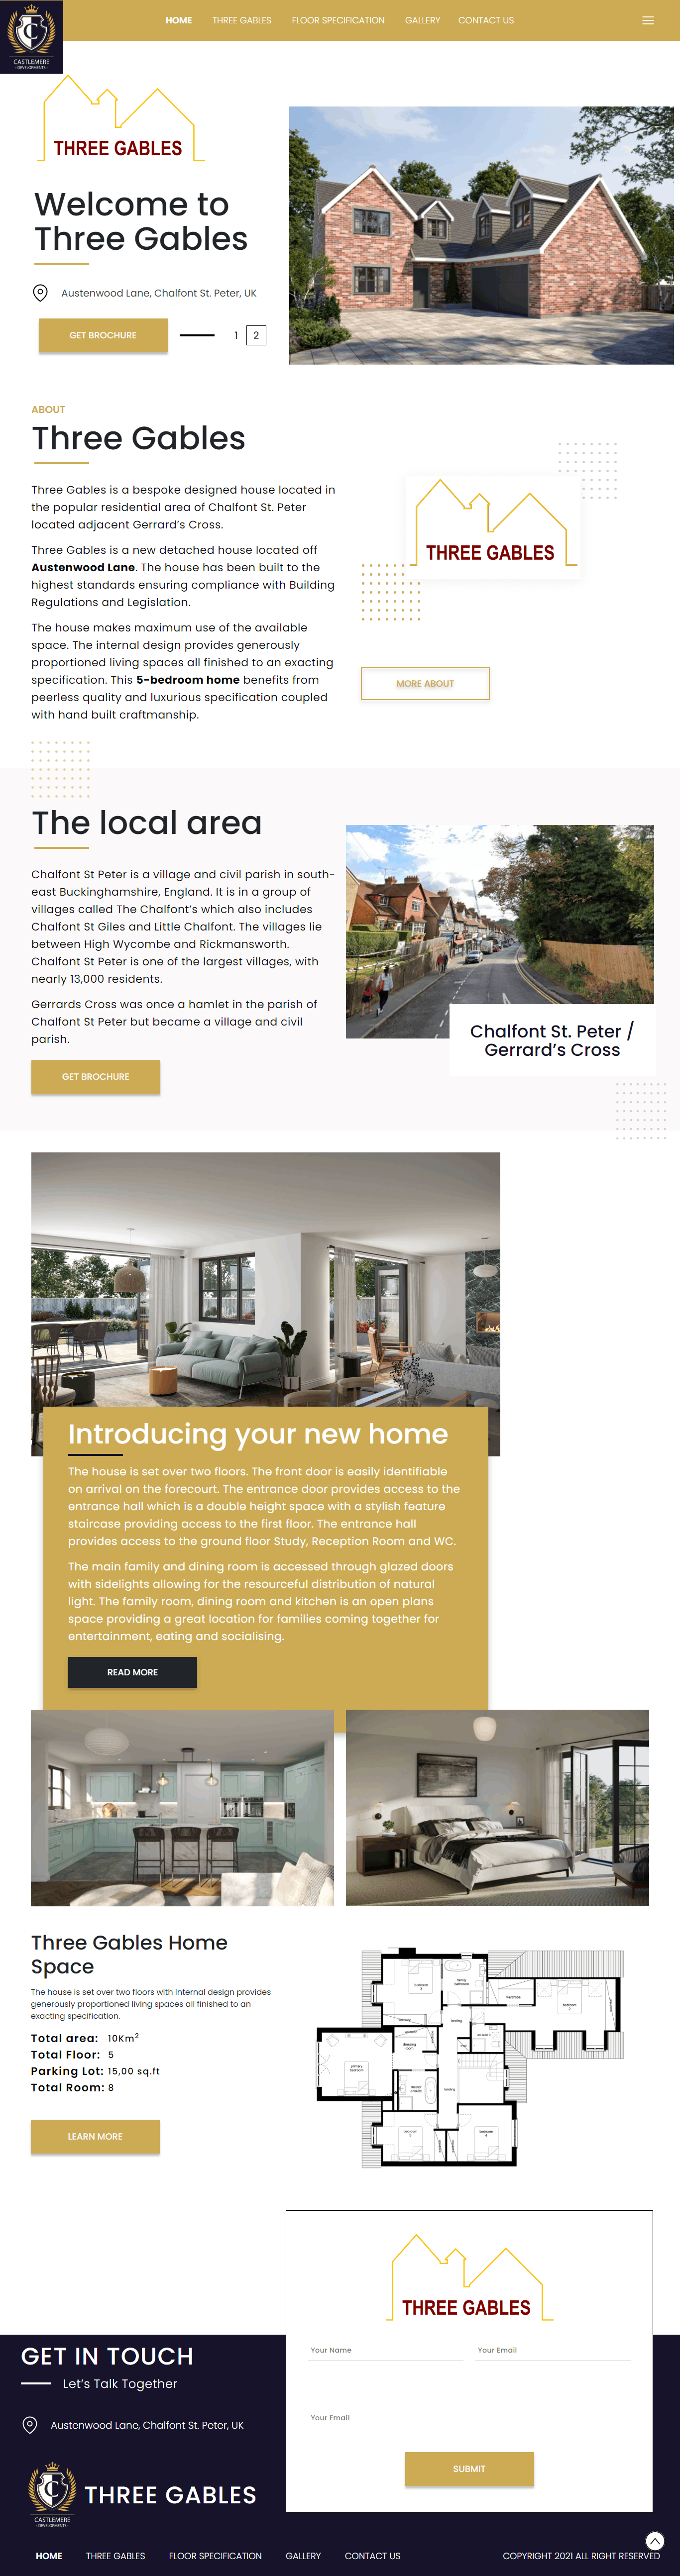 HOME THREE GABLES FLOOR SPECIFICATION GALLERY CONTACT US
CASTLEMERE
-DEVELOPMENTS-
THREE GABLES
Welcome to
Three Gables
Austenwood Lane, Chalfont St. Peter, UK
GET BROCHURE 1 2
ABOUT
Three Gables
Three Gables is a bespoke designed house located in
the popular residential area of Chalfont St. Peter
located adjacent Gerrard's Cross.
Three Gables is a new detached house located off
Austenwood Lane. The house has been built to the
highest standards ensuring compliance with Building
Regulations and Legislation.
The house makes maximum use of the available
space. The internal design provides generously
proportioned living spaces all finished to an exacting
specification. This 5-bedroom home benefits from
peerless quality and luxurious specification coupled
with hand built craftmanship.
THREE GABLES
MORE ABOUT
The local area
Chalfont St Peter is a village and civil parish in south-
east Buckinghamshire, England. It is in a group of
villages called The Chalfont's which also includes
Chalfont St Giles and Little Chalfont. The villages lie
between High Wycombe and Rickmansworth.
Chalfont St Peter is one of the largest villages, with
nearly 13,000 residents.
Gerrards Cross was once a hamlet in the parish of
Chalfont St Peter but became a village and civil
parish.
GET BROCHURE
Chalfont St. Peter /
Gerrard's Cross
Introducing your new home
The house is set over two floors. The front door is easily identifiable
on arrival on the forecourt. The entrance door provides access to the
entrance hall which is a double height space with a stylish feature
staircase providing access to the first floor. The entrance hall
provides access to the ground floor Study, Reception Room and WC.
The main family and dining room is accessed through glazed doors
with sidelights allowing for the resourceful distribution of natural
light. The family room, dining room and kitchen is an open plans
space providing a great location for families coming together for
entertainment, eating and socialising.
READ MORE
Three Gables Home
Space
The house is set over two floors with internal design provides
generously proportioned living spaces all finished to an
exacting specification.
Total area: 10Km²
Total Floor: 5
Parking Lot: 15,00 sq.ft
Total Room: 8
LEARN MORE
THREE GABLES
Your Name Your Email
Your Email
SUBMIT
GET IN TOUCH
Let's Talk Together
Austenwood Lane, Chalfont St. Peter, UK
CASTLEMERE
-DEVELOPMENTS-
THREE GABLES
HOME THREE GABLES FLOOR SPECIFICATION GALLERY CONTACT US COPYRIGHT 2021 ALL RIGHT RESERVED